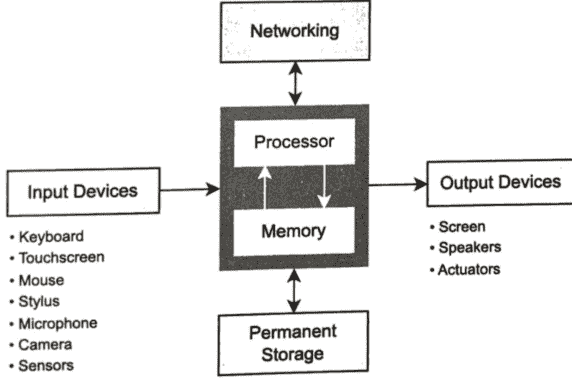 Networking
Processor
Memory
Input Devices
• Keyboard
• Touchscreen
• Mouse
• Stylus
• Microphone
• Camera
• Sensors
Output Devices
• Screen
• Speakers
• Actuators
Permanent
Storage